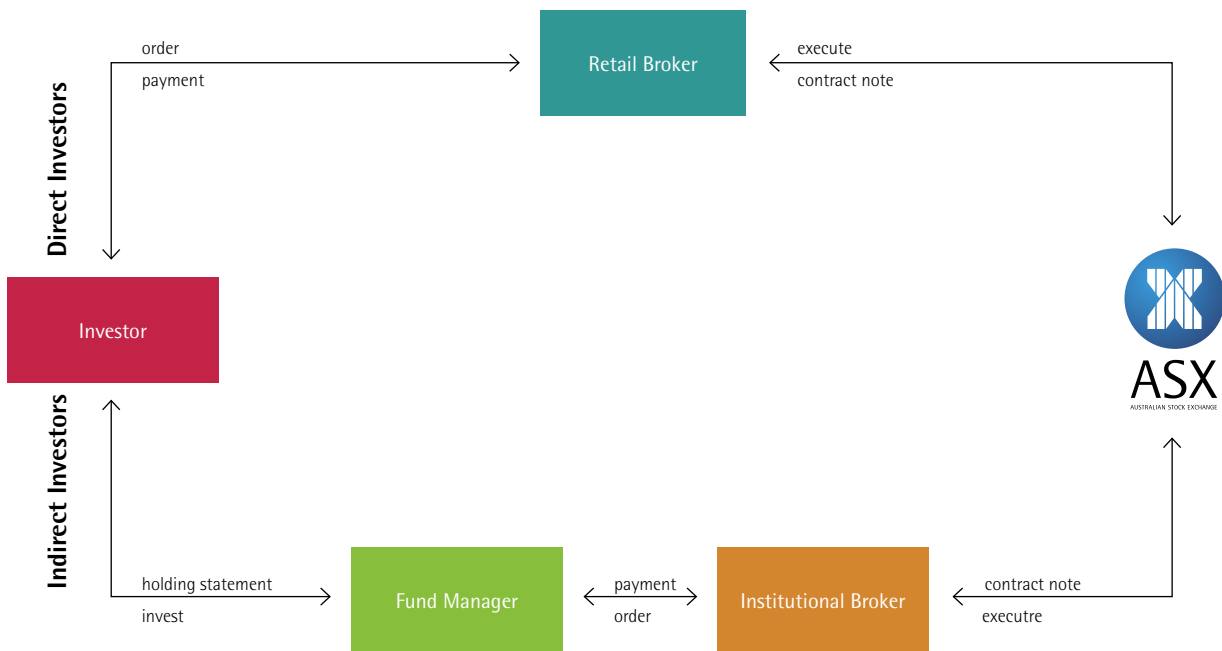 order
payment
Retail Broker
execute
contract note
Direct Investors
Investor
ASX
AUSTRALIAN STOCK EXCHANGE
Indirect Investors
holding statement
invest
Fund Manager
payment
order
Institutional Broker
contract note
executre